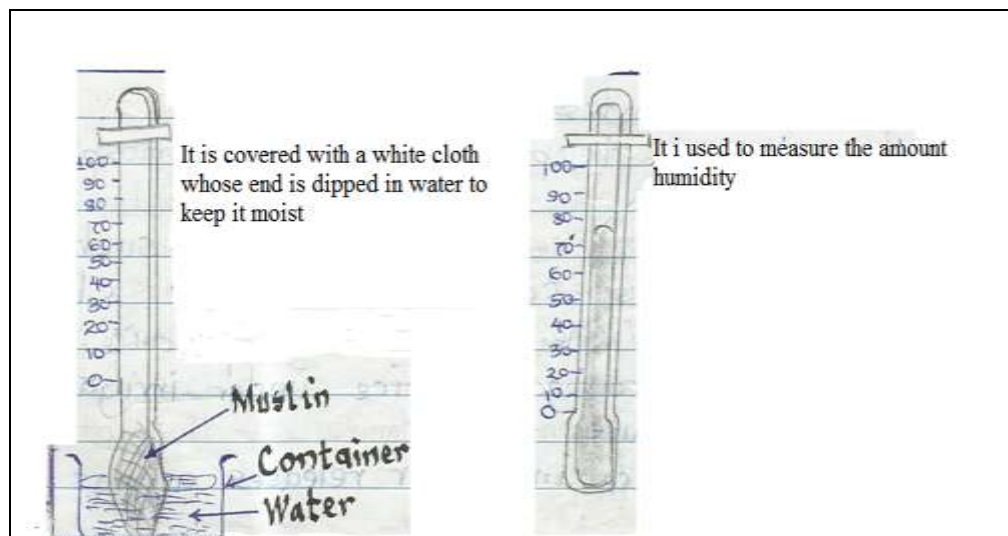 It is covered with a white cloth
whose end is dipped in water to
keep it moist
It i used to measure the amount
humidity
100
90
80
70
60
50
40
30
20
10
0
100
90
80
70
60
50
40
30
20
10
0
Muslin
Container
Water